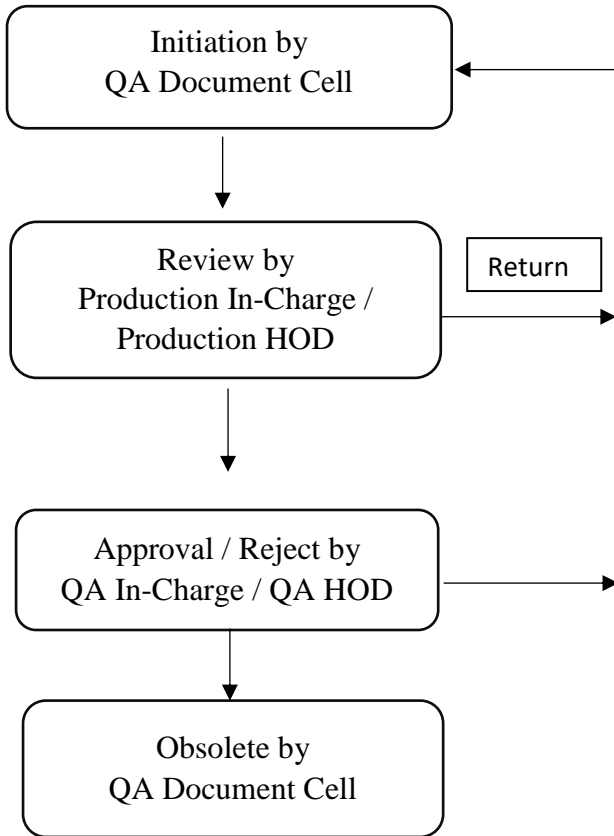 Initiation by
QA Document Cell
Review by
Production In-Charge /
Production HOD
Return
Approval / Reject by
QA In-Charge / QA HOD
Obsolete by
QA Document Cell